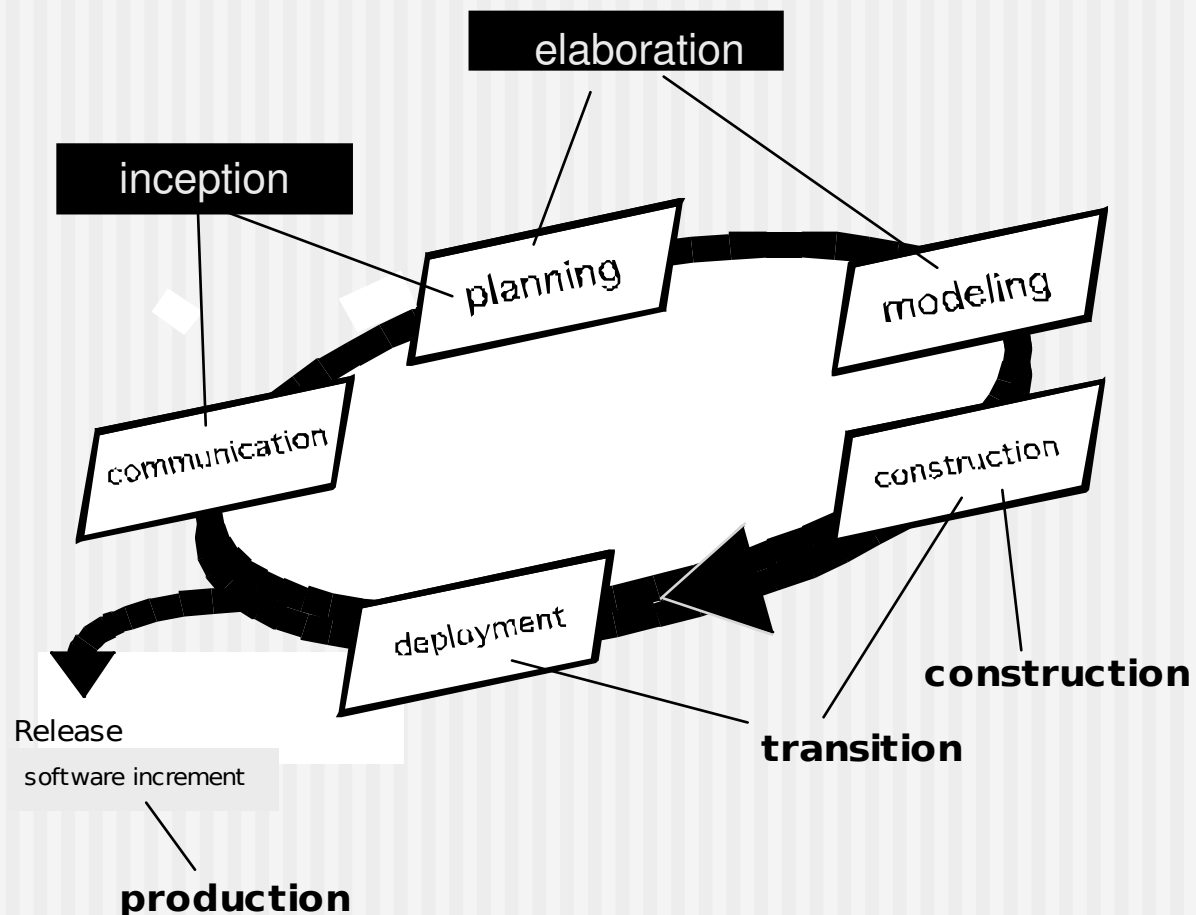 elaboration
inception
planning
modeling
communication
construction
deployment
construction
transition
Release
software increment
production